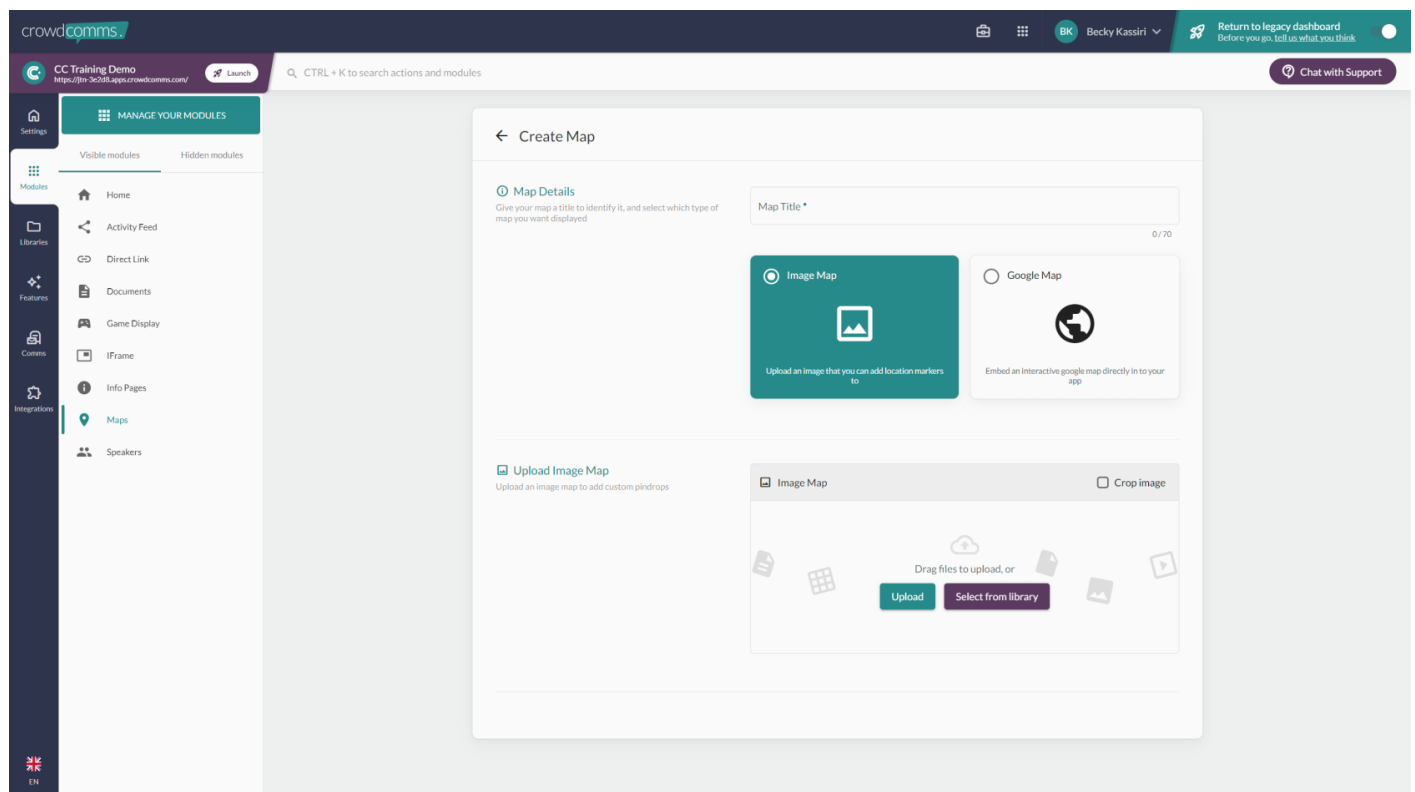 crowdcomms.
BK
Becky Kassiri
Return to legacy dashboard
Before you go, tell us what you think
CC Training Demo
https://jtn-3e2d8.apps.crowdcomms.com/
Launch
CTRL + K to search actions and modules
Chat with Support
Settings
Modules
Libraries
Features
Comms
Integrations
EN
MANAGE YOUR MODULES
Visible modules
Hidden modules
Home
Activity Feed
Direct Link
Documents
Game Display
IFrame
Info Pages
Maps
Speakers
Create Map
Map Details
Give your map a title to identify it, and select which type of
map you want displayed
Map Title *
0/70
Image Map
Upload an image that you can add location markers
to
Google Map
Embed an interactive google map directly in to your
app
Upload Image Map
Upload an image map to add custom pindrops
Image Map
Crop image
Drag files to upload, or
Upload
Select from library